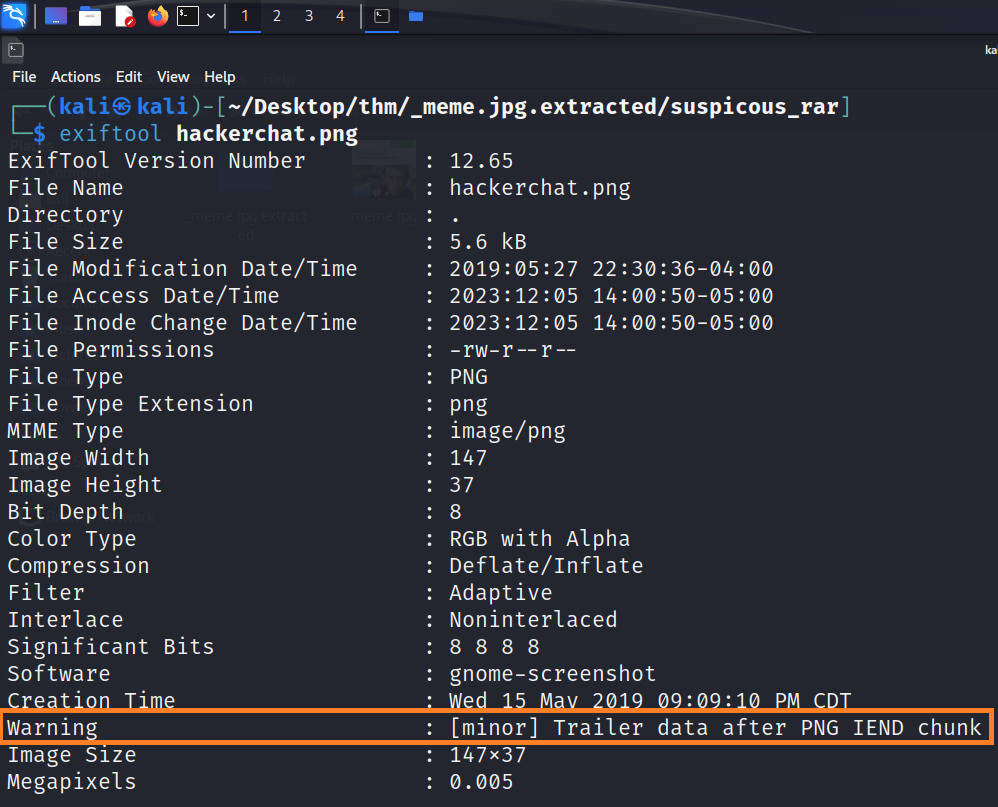 1 2 3 4
ka
File Actions Edit View Help
┌──(kali㉿kali)-[~/Desktop/thm/_meme.jpg.extracted/suspicous_rar]
└─$ exiftool hackerchat.png
ExifTool Version Number : 12.65
File Name : hackerchat.png
Directory : .
File Size : 5.6 kB
File Modification Date/Time : 2019:05:27 22:30:36-04:00
File Access Date/Time : 2023:12:05 14:00:50-05:00
File Inode Change Date/Time : 2023:12:05 14:00:50-05:00
File Permissions : -rw-r--r--
File Type : PNG
File Type Extension : png
MIME Type : image/png
Image Width : 147
Image Height : 37
Bit Depth : 8
Color Type : RGB with Alpha
Compression : Deflate/Inflate
Filter : Adaptive
Interlace : Noninterlaced
Significant Bits : 8 8 8 8
Software : gnome-screenshot
Creation Time : Wed 15 May 2019 09:09:10 PM CDT
Warning : [minor] Trailer data after PNG IEND chunk
Image Size : 147×37
Megapixels : 0.005